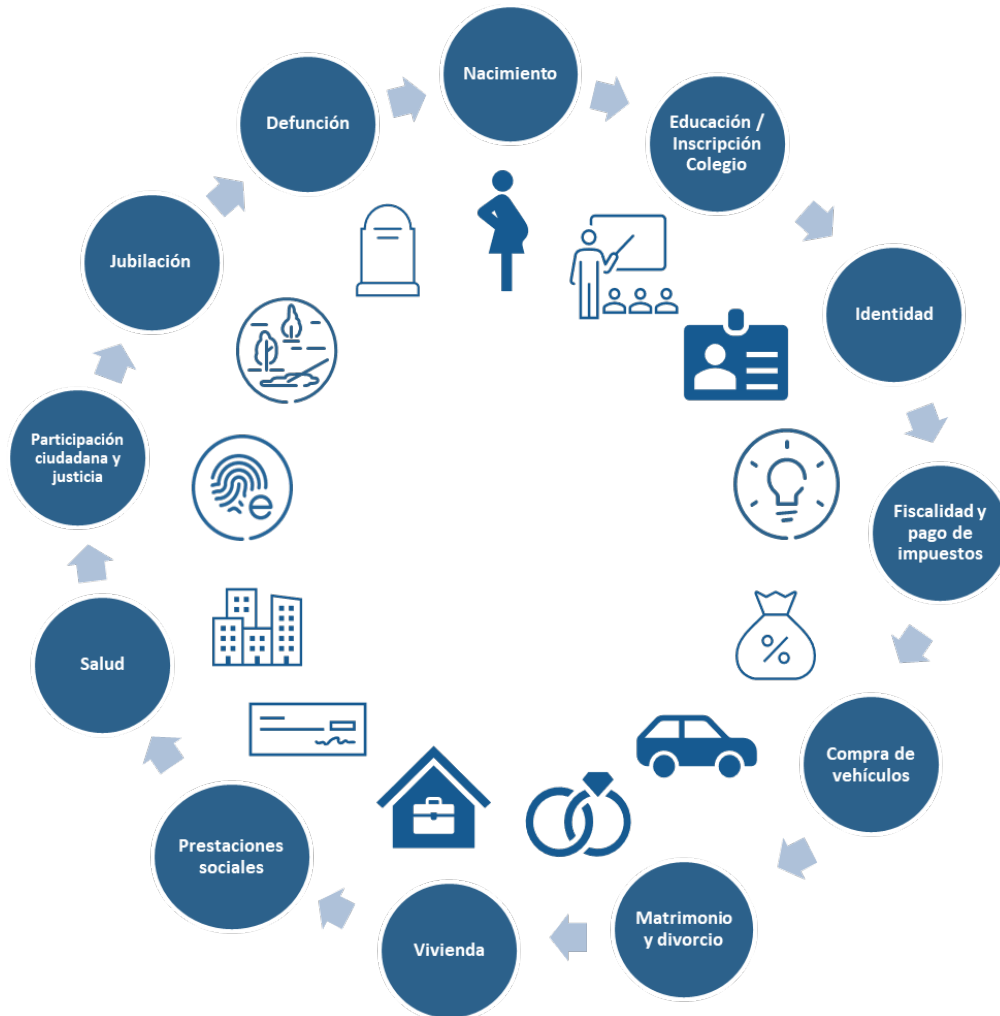 Nacimiento
Educación /
Inscripción
Colegio
Identidad
Fiscalidad y
pago de
impuestos
Compra de
vehículos
Matrimonio
y divorcio
Vivienda
Prestaciones
sociales
Salud
Participación
ciudadana y
justicia
Jubilación
Defunción
e
%